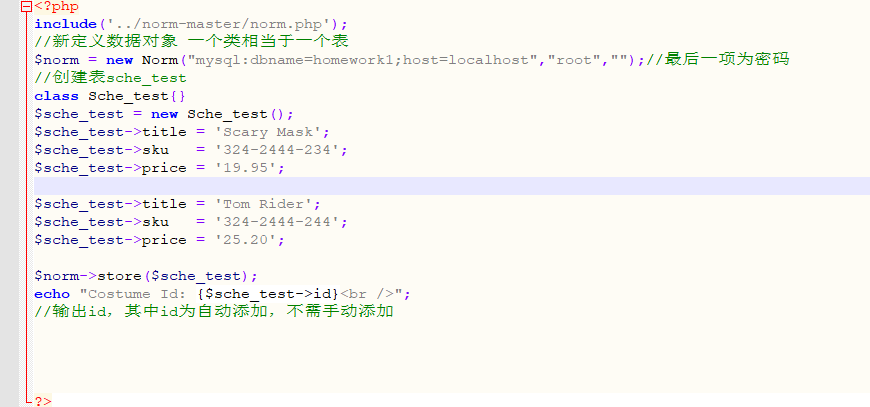 <?php
include('../norm-master/norm.php');
//新定义数据对象 一个类相当于一个表
$norm = new Norm("mysql:dbname=homework1;host=localhost","root","");//最后一项为密码
//创建表sche_test
class Sche_test{}
$sche_test = new Sche_test();
$sche_test->title = 'Scary Mask';
$sche_test->sku   = '324-2444-234';
$sche_test->price = '19.95';
$sche_test->title = 'Tom Rider';
$sche_test->sku   = '324-2444-244';
$sche_test->price = '25.20';
$norm->store($sche_test);
echo "Costume Id: {$sche_test->id}<br />";
//输出id，其中id为自动添加，不需手动添加
?>